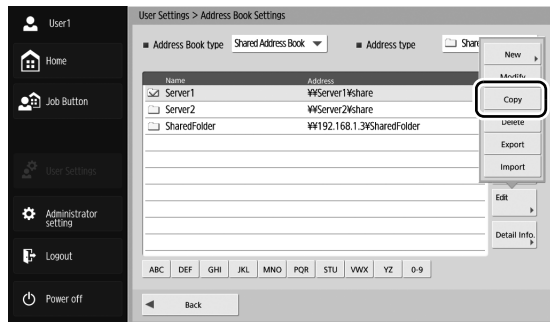 User1
Home
Job Button
User Settings
Administrator
setting
Logout
Power off
User Settings > Address Book Settings
Address Book type
Shared Address Book
Address type
Share
New
Modify
Copy
Delete
Export
Import
Edit
Detail Info.
Name Address
Server1 ¥¥Server1¥share
Server2 ¥¥Server2¥share
SharedFolder ¥¥192.168.1.3¥SharedFolder
ABC DEF GHI JKL MNO PQR STU VWX YZ 0-9
Back